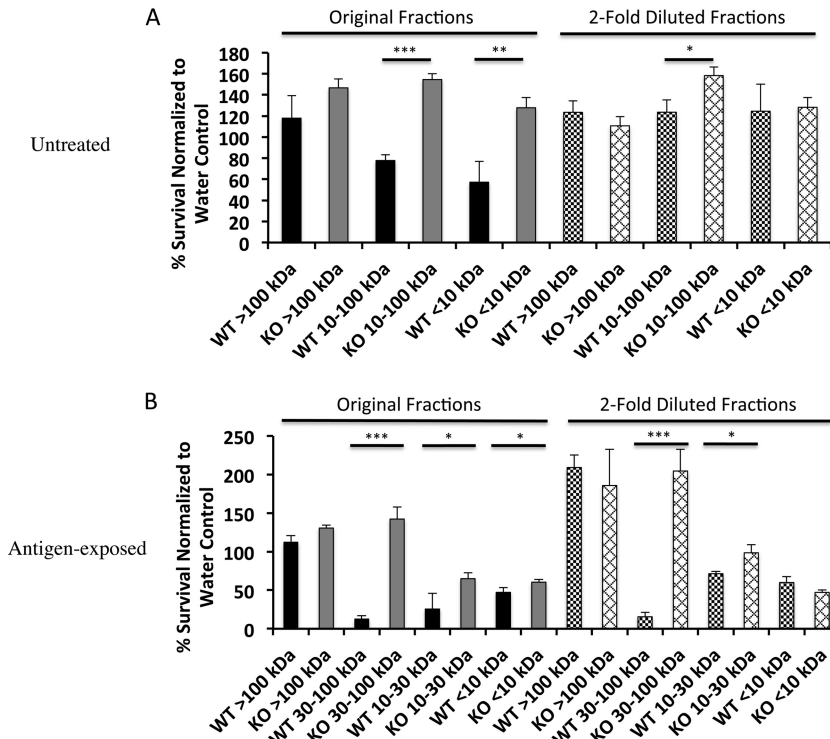 A
Original Fractions
2-Fold Diluted Fractions
***
**
*
Untreated
% Survival Normalized to
Water Control
180
160
140
120
100
80
60
40
20
0
WT >100 kDa
KO >100 kDa
WT 10-100 kDa
KO 10-100 kDa
WT <10 kDa
KO <10 kDa
WT >100 kDa
KO >100 kDa
WT 10-100 kDa
KO 10-100 kDa
WT <10 kDa
KO <10 kDa
B
Original Fractions
2-Fold Diluted Fractions
***
*
*
***
*
Antigen-exposed
% Survival Normalized to
Water Control
250
200
150
100
50
0
WT >100 kDa
KO >100 kDa
WT 30-100 kDa
KO 30-100 kDa
WT 10-30 kDa
KO 10-30 kDa
WT <10 kDa
KO <10 kDa
WT >100 kDa
KO >100 kDa
WT 30-100 kDa
KO 30-100 kDa
WT 10-30 kDa
KO 10-30 kDa
WT <10 kDa
KO <10 kDa